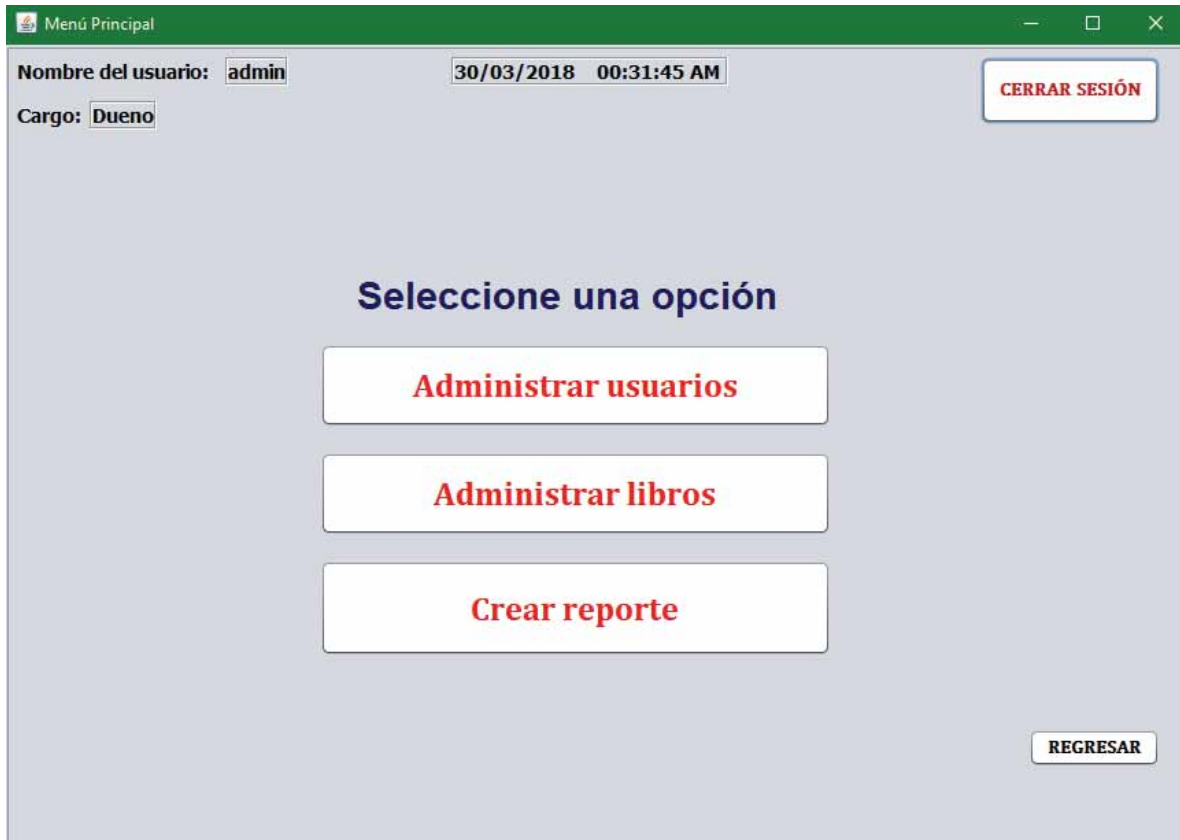 Menú Principal
Nombre del usuario: admin
30/03/2018 00:31:45 AM
CERRAR SESIÓN
Cargo: Dueno
Seleccione una opción
Administrar usuarios
Administrar libros
Crear reporte
REGRESAR